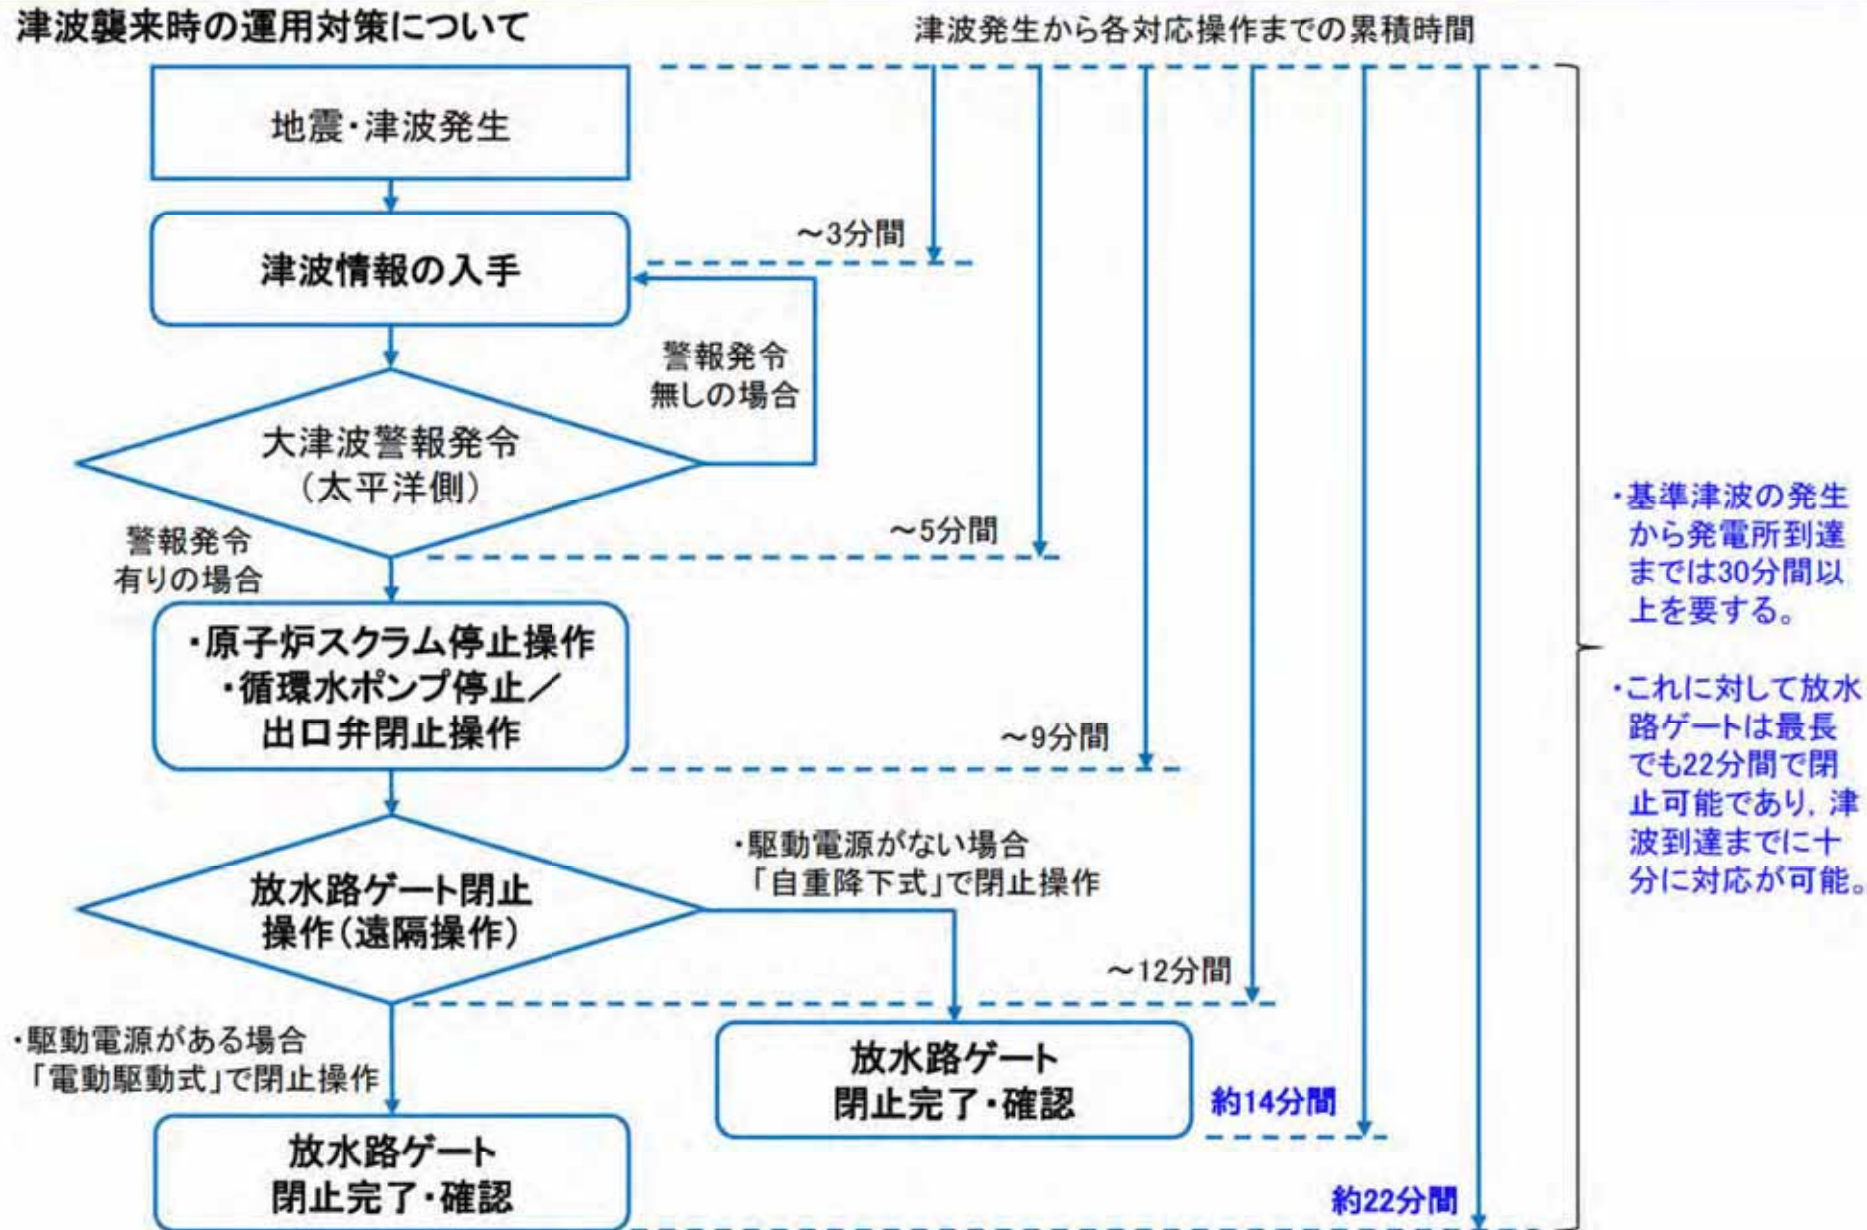 津波襲来時の運用対策について
津波発生から各対応操作までの累積時間
地震・津波発生
～3分間
津波情報の入手
警報発令
無しの場合
大津波警報発令
（太平洋側）
～5分間
警報発令
有りの場合
・原子炉スクラム停止操作
・循環水ポンプ停止／
出口弁閉止操作
～9分間
・駆動電源がない場合
「自重降下式」で閉止操作
放水路ゲート閉止
操作（遠隔操作）
～12分間
・駆動電源がある場合
「電動駆動式」で閉止操作
放水路ゲート
閉止完了・確認
約14分間
放水路ゲート
閉止完了・確認
約22分間
・基準津波の発生
から発電所到達
までは30分間以
上を要する。
・これに対して放水
路ゲートは最長
でも22分間で閉
止可能であり，津
波到達までに十
分に対応が可能。